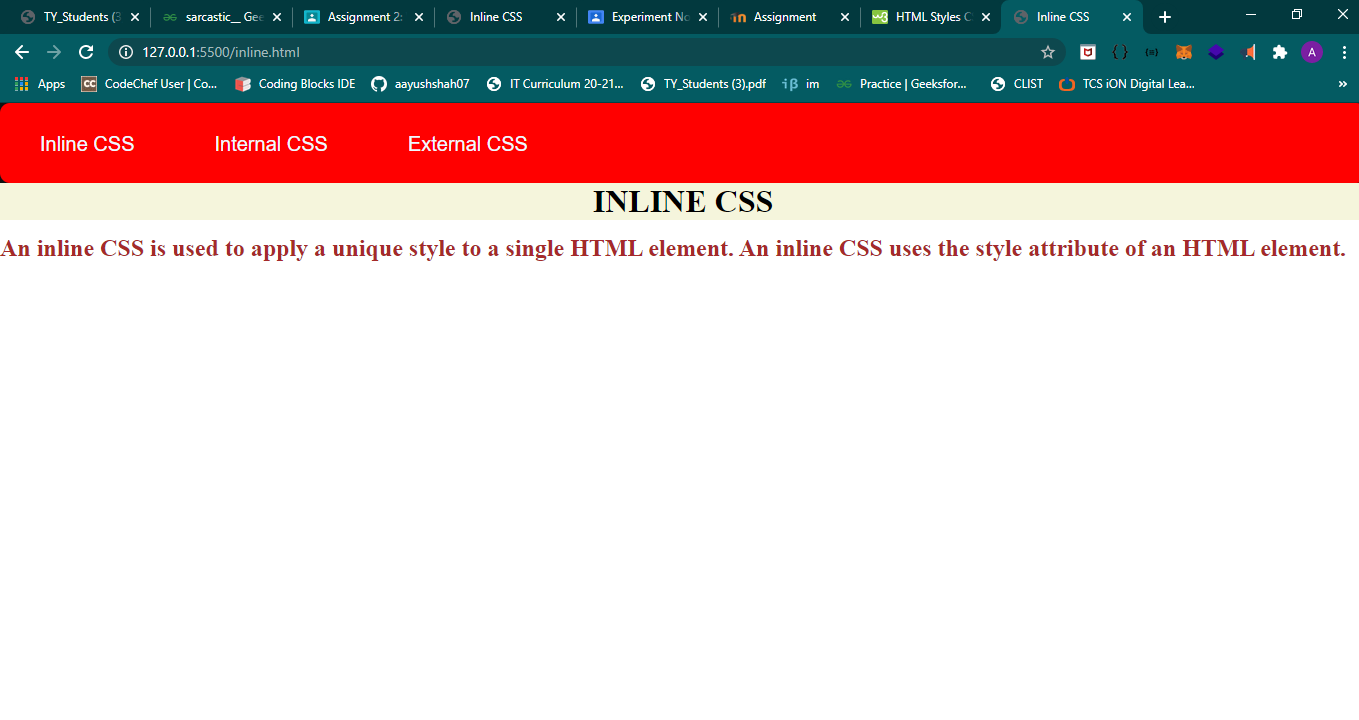 TY_Students (3
sarcastic__ Gee
Assignment 2:
Inline CSS
Experiment No
Assignment
HTML Styles C
Inline CSS
127.0.0.1:5500/inline.html
A
Apps
CC CodeChef User | Co...
Coding Blocks IDE
aayushshah07
IT Curriculum 20-21...
TY_Students (3).pdf
iβ im
Practice | Geeksfor...
CLIST
TCS iON Digital Lea...
»
Inline CSS Internal CSS External CSS
INLINE CSS
An inline CSS is used to apply a unique style to a single HTML element. An inline CSS uses the style attribute of an HTML element.